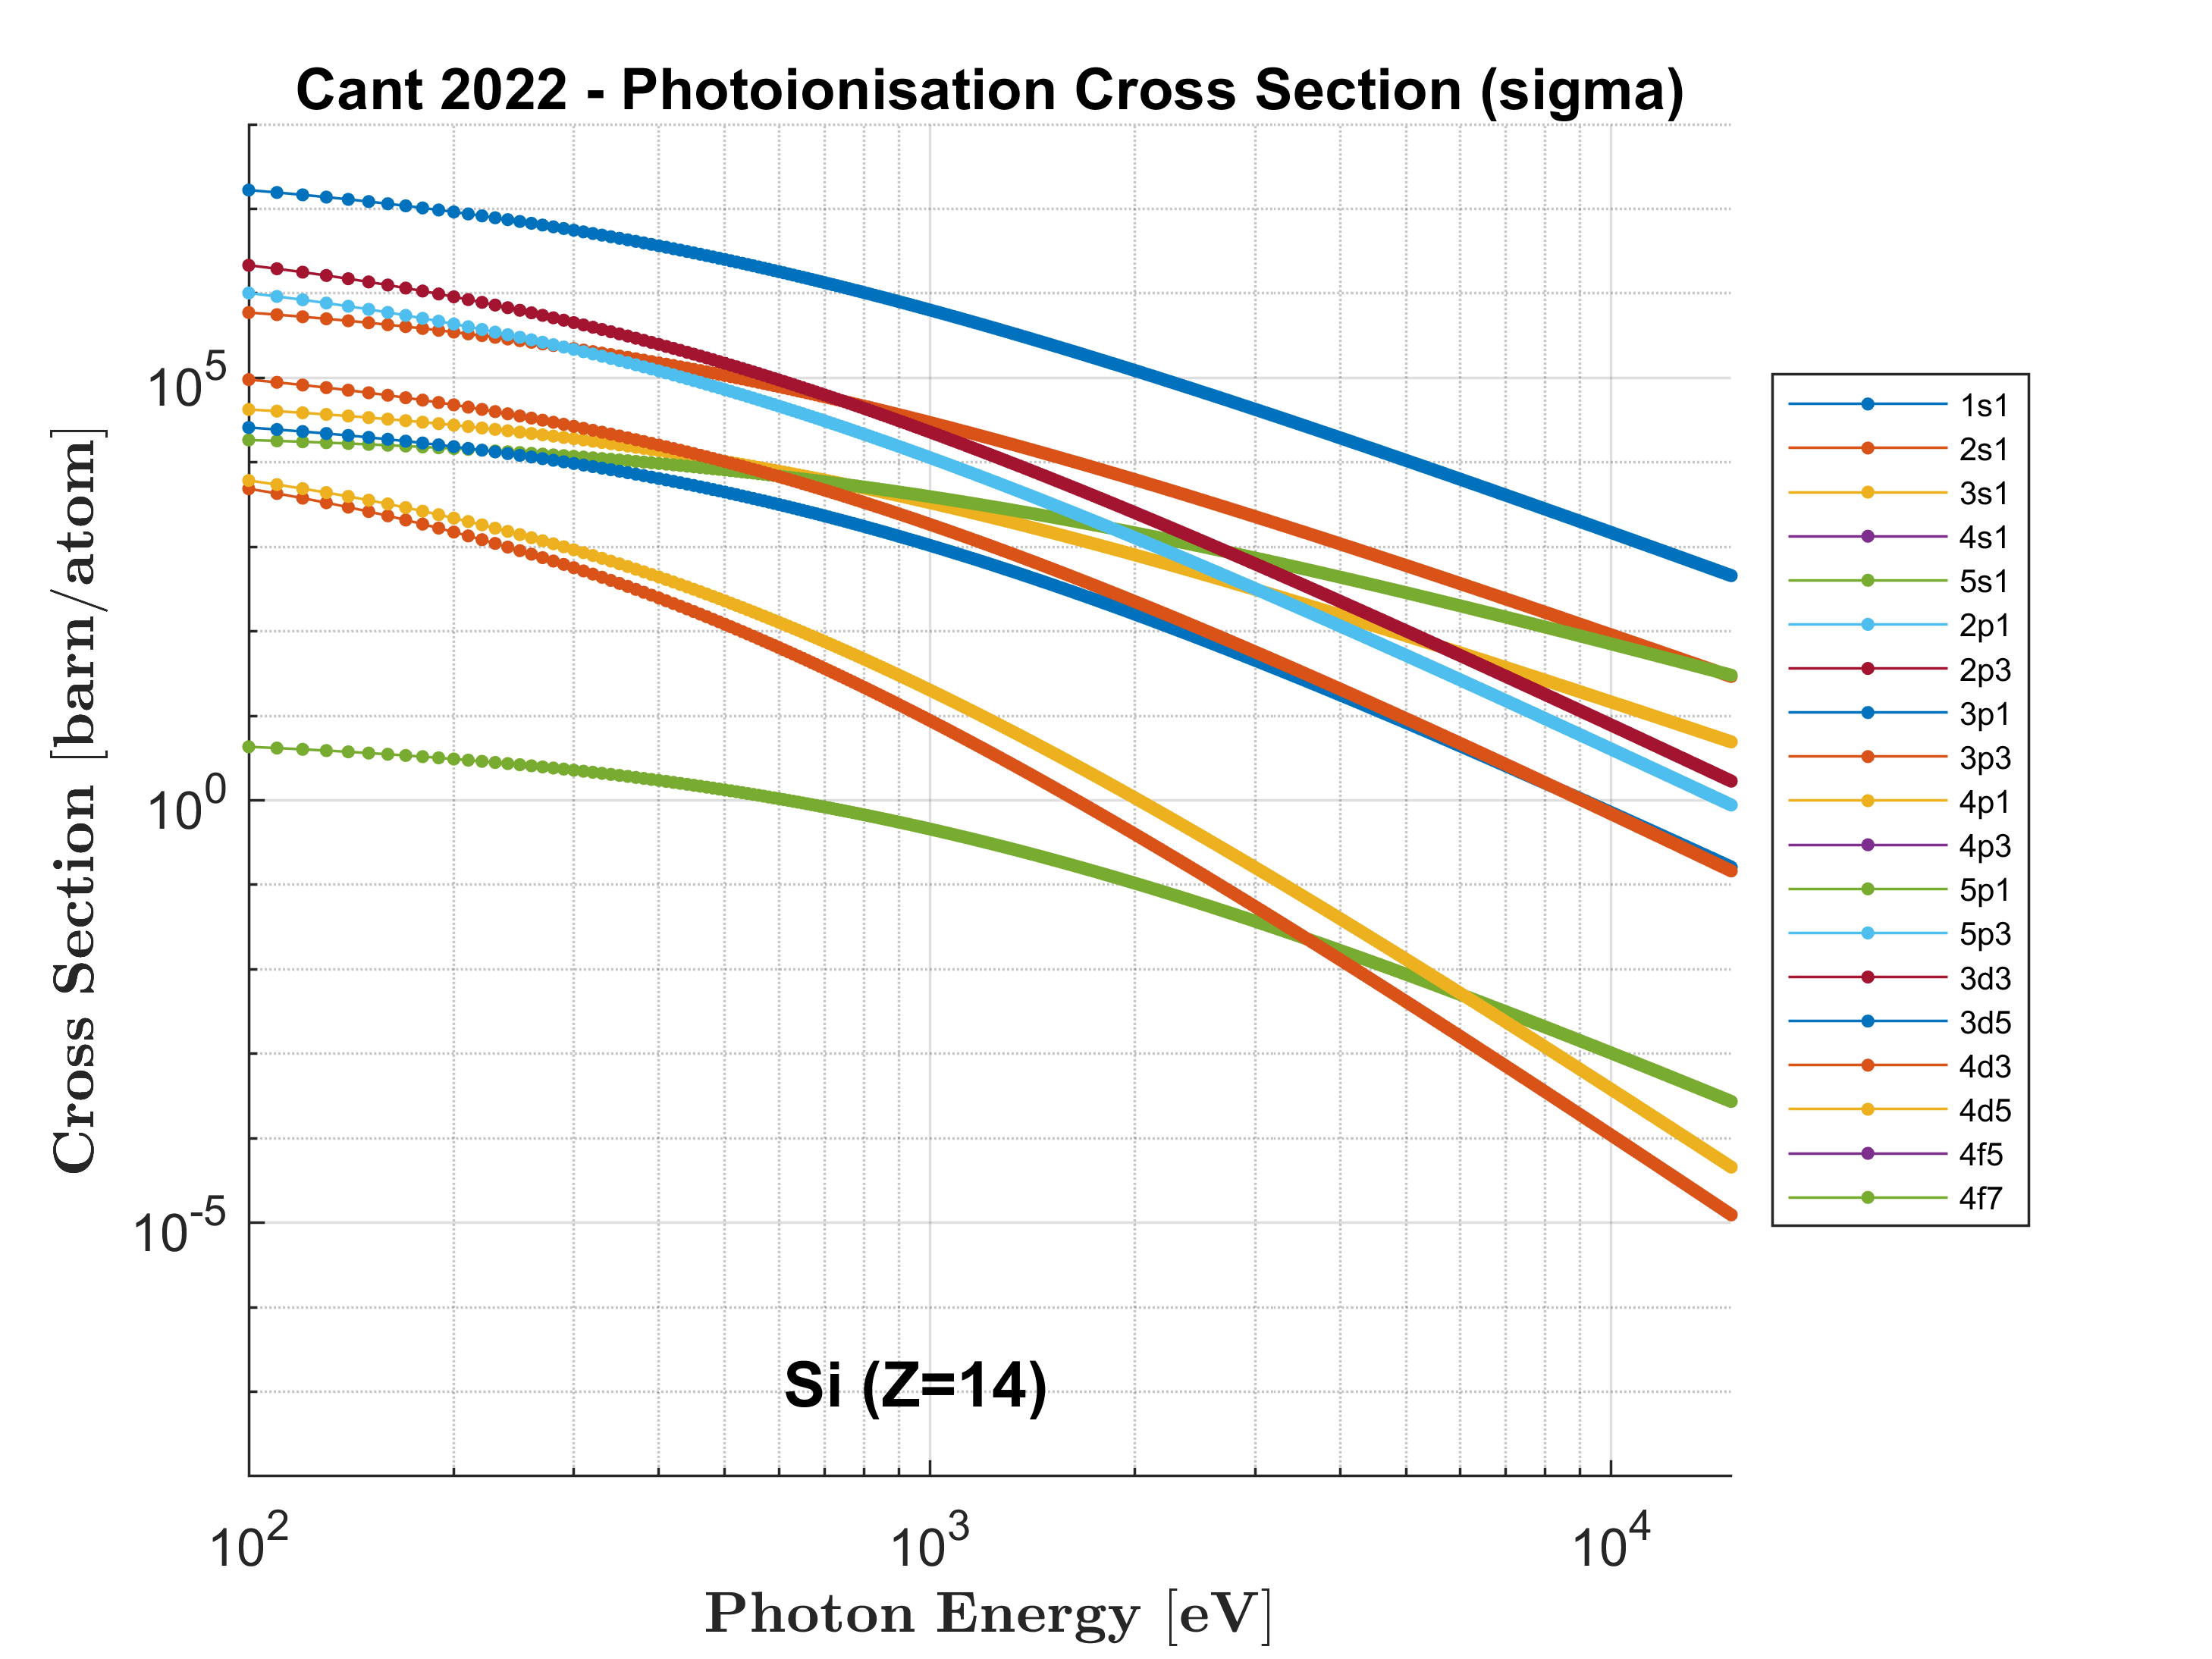 Cant 2022 - Photoionisation Cross Section (sigma)
Cross Section [barn/atom]
10^5
10^0
10^-5
1s1
2s1
3s1
4s1
5s1
2p1
2p3
3p1
3p3
4p1
4p3
5p1
5p3
3d3
3d5
4d3
4d5
4f5
4f7
Si (Z=14)
10^2 10^3 10^4
Photon Energy [eV]